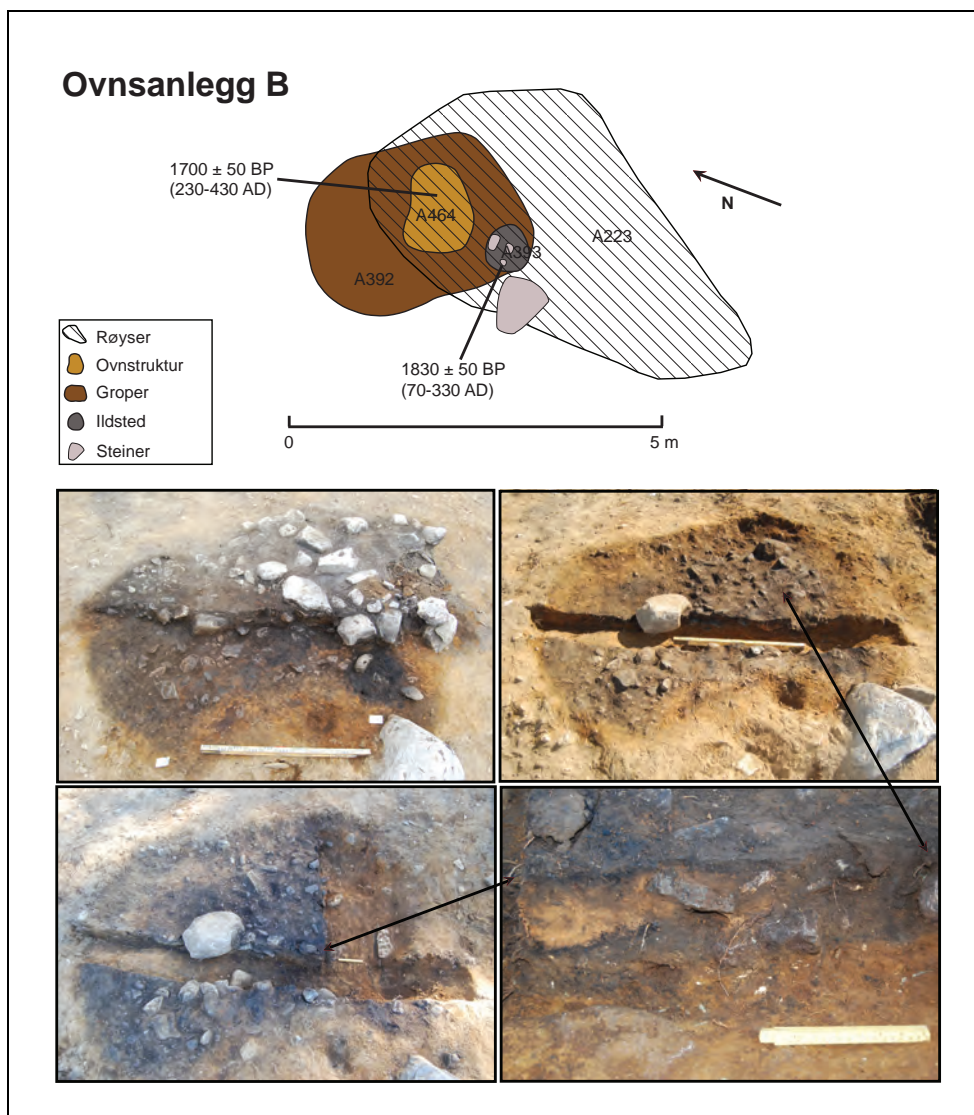 Ovnsanlegg B
1700 ± 50 BP
(230-430 AD)
A464
N
A223
A393
A392
Røyser
Ovnstruktur
Groper
Ildsted
Steiner
1830 ± 50 BP
(70-330 AD)
0
5 m